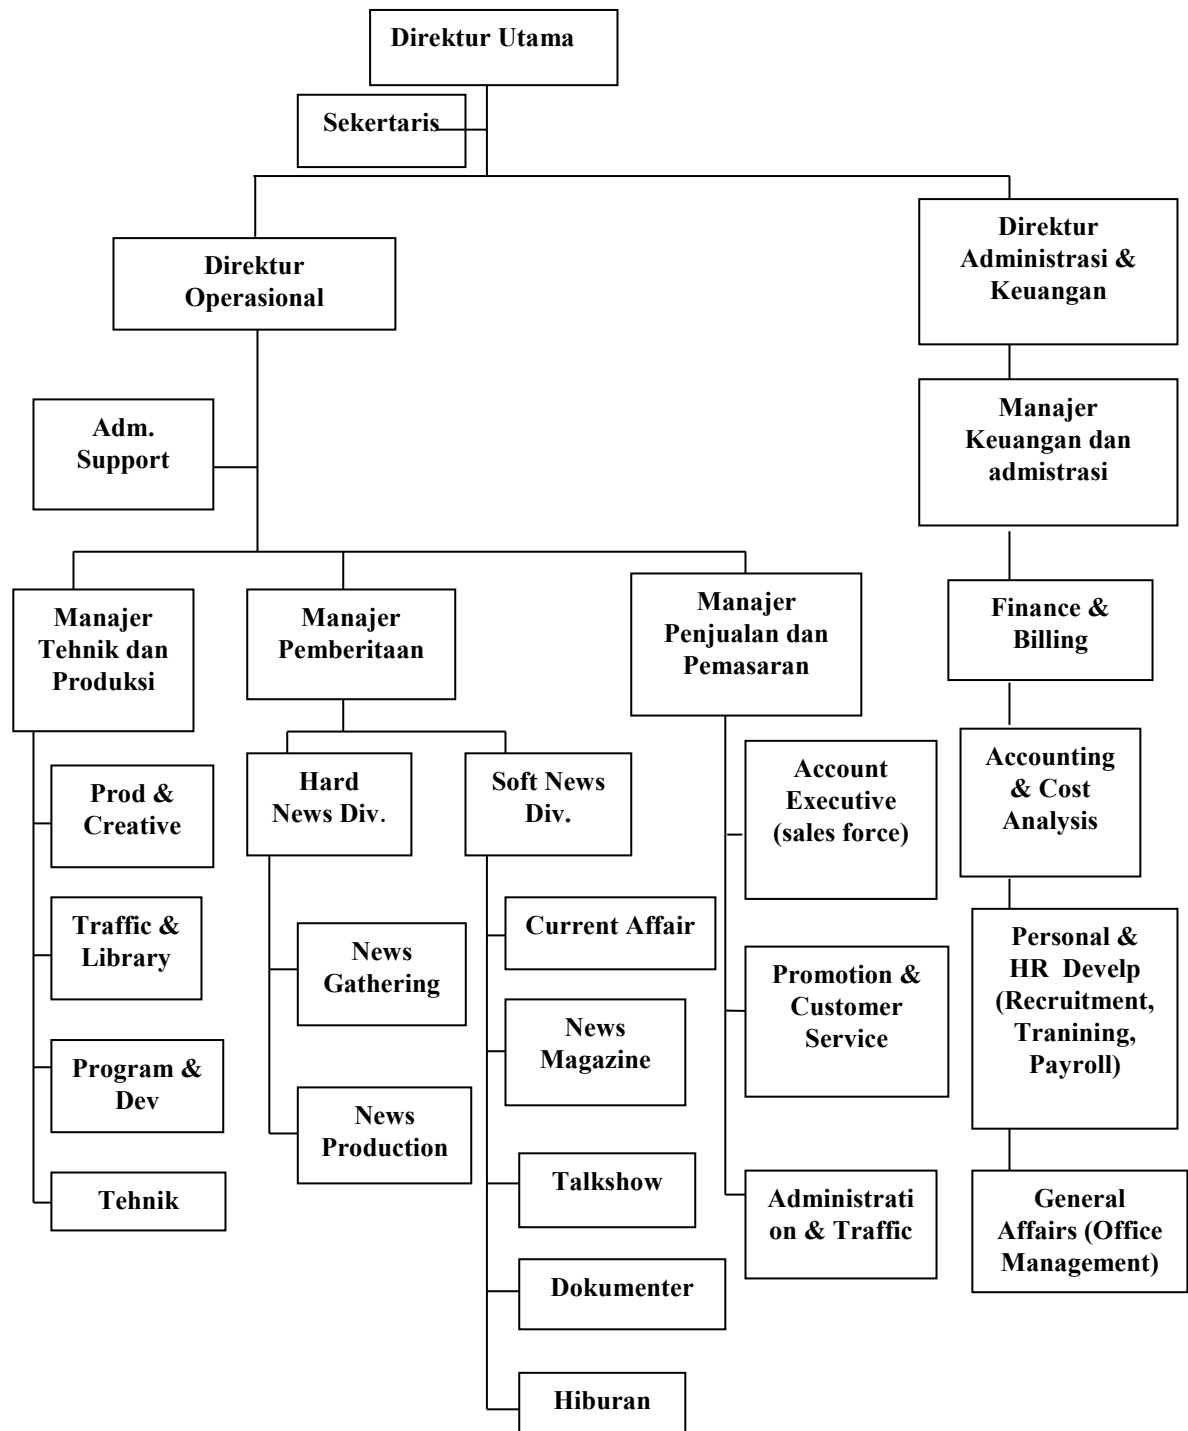 Direktur Utama
Sekertaris
Direktur
Operasional
Direktur
Administrasi &
Keuangan
Adm.
Support
Manajer
Keuangan dan
admistrasi
Manajer
Tehnik dan
Produksi
Manajer
Pemberitaan
Manajer
Penjualan dan
Pemasaran
Finance &
Billing
Prod &
Creative
Traffic &
Library
Program &
Dev
Tehnik
Hard
News Div.
News
Gathering
News
Production
Soft News
Div.
Current Affair
News
Magazine
Talkshow
Dokumenter
Hiburan
Account
Executive
(sales force)
Promotion &
Customer
Service
Administrati
on & Traffic
Accounting
& Cost
Analysis
Personal &
HR Develp
(Recruitment,
Tranining,
Payroll)
General
Affairs (Office
Management)